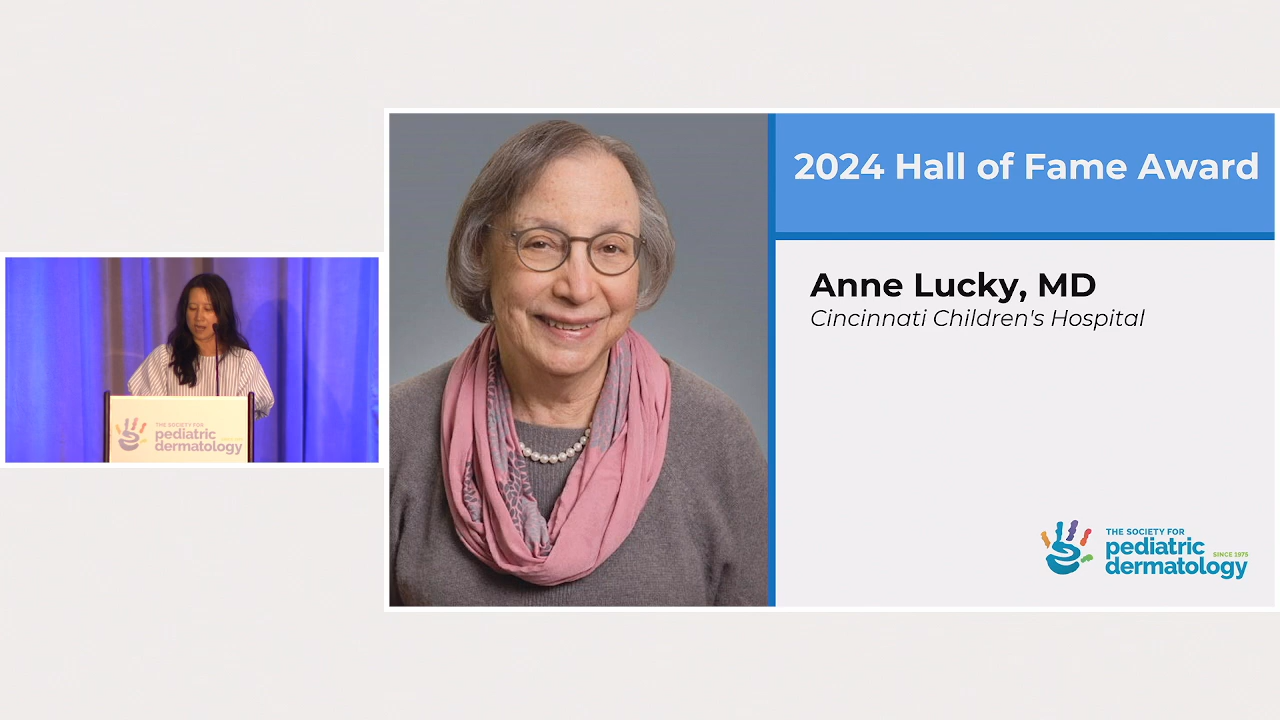 2024 Hall of Fame Award
Anne Lucky, MD
Cincinnati Children's Hospital
THE SOCIETY FOR
pediatric
SINCE 1975
dermatology
THE SOCIETY FOR
pediatric
dermatology